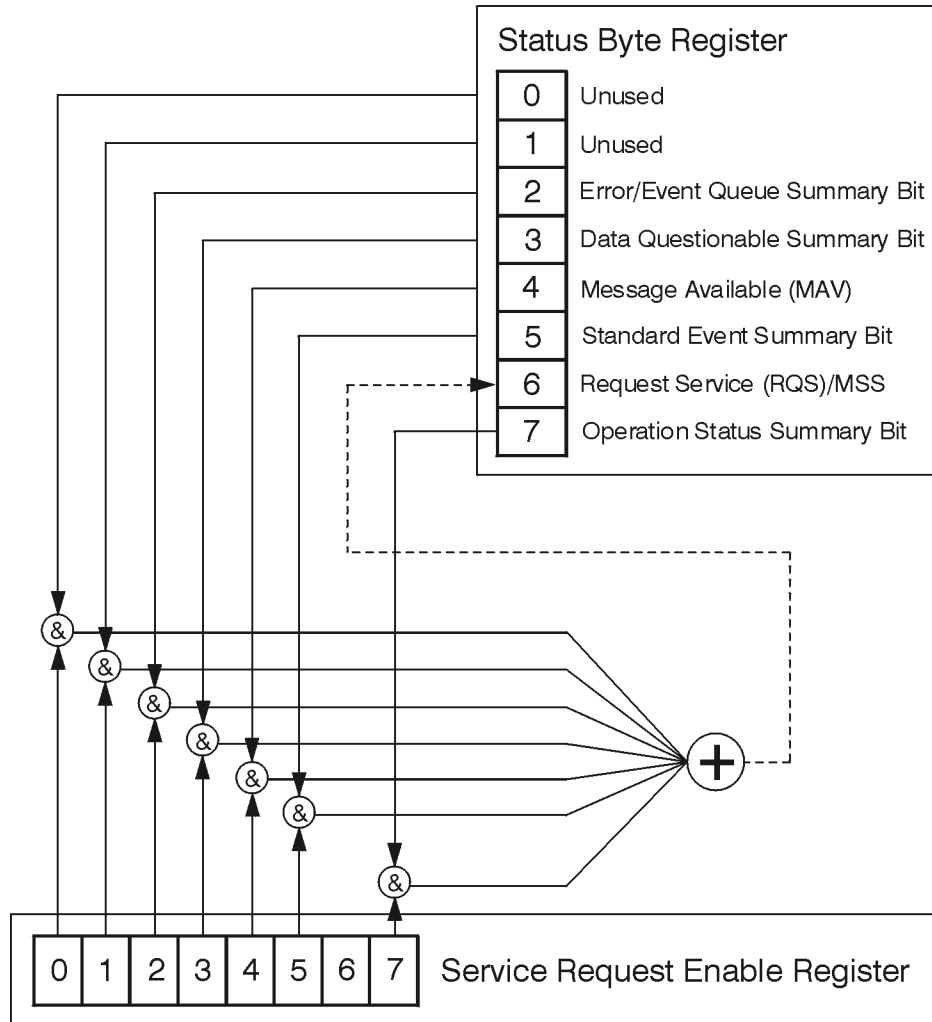 Status Byte Register
0 Unused
1 Unused
2 Error/Event Queue Summary Bit
3 Data Questionable Summary Bit
4 Message Available (MAV)
5 Standard Event Summary Bit
6 Request Service (RQS)/MSS
7 Operation Status Summary Bit
&
&
&
&
&
&
+
&
0 1 2 3 4 5 6 7 Service Request Enable Register